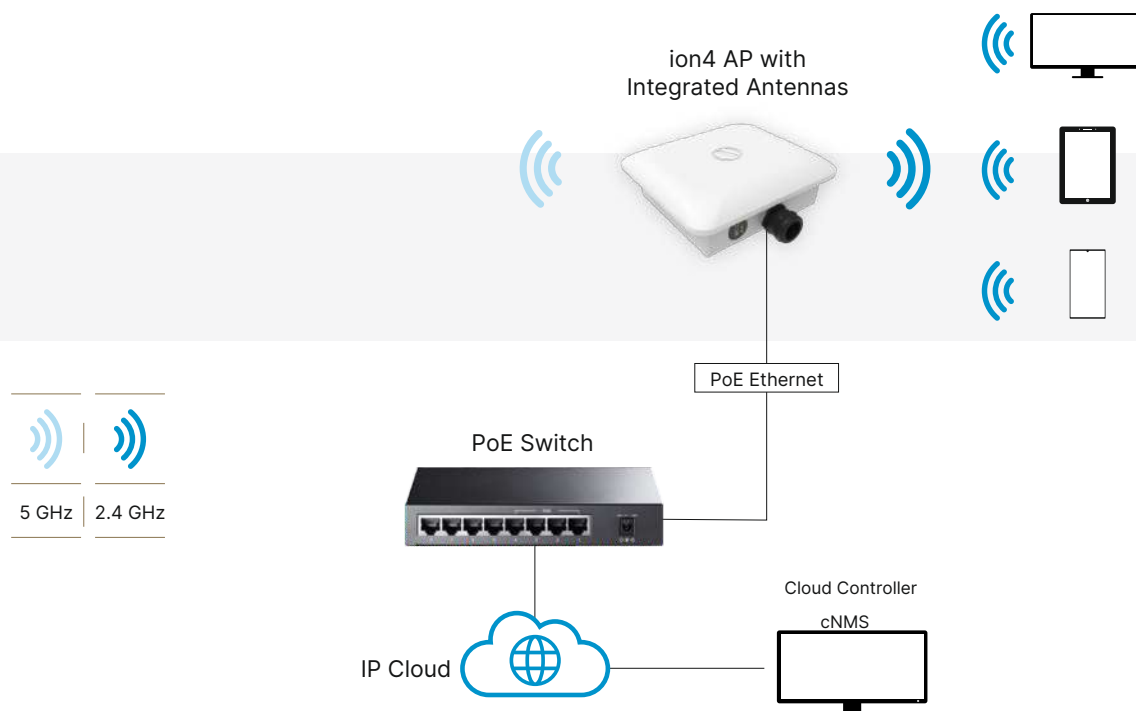 ion4 AP with
Integrated Antennas
PoE Ethernet
PoE Switch
5 GHz
2.4 GHz
Cloud Controller
cNMS
IP Cloud